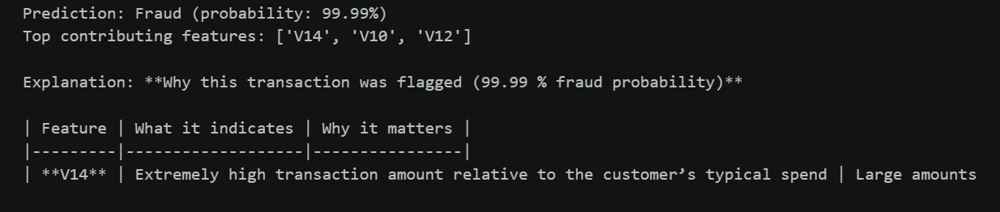 Prediction: Fraud (probability: 99.99%)
Top contributing features: ['V14', 'V10', 'V12']
Explanation: **Why this transaction was flagged (99.99 % fraud probability)**
| Feature | What it indicates | Why it matters |
|---------|-------------------|----------------|
| **V14** | Extremely high transaction amount relative to the customer’s typical spend | Large amounts